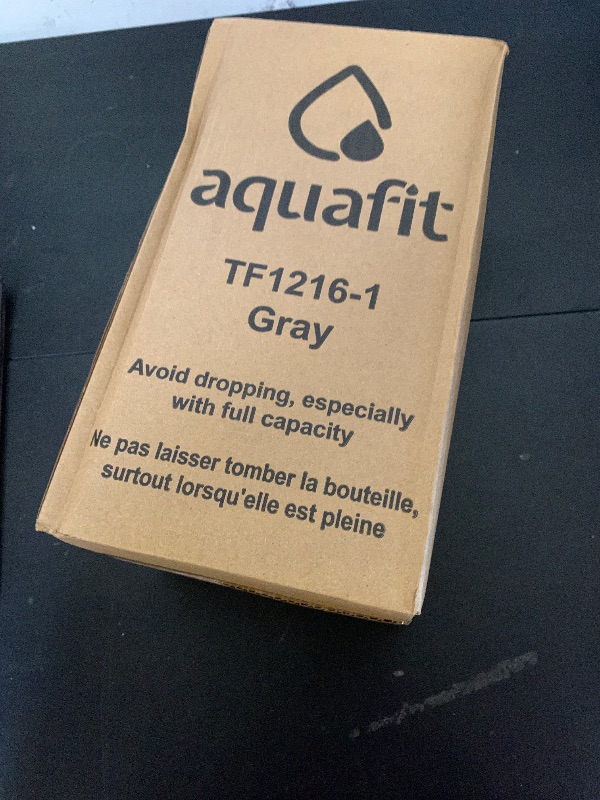 aquafit
TF1216-1
Gray
Avoid dropping, especially
with full capacity
Ne pas laisser tomber la bouteille,
surtout lorsqu'elle est pleine